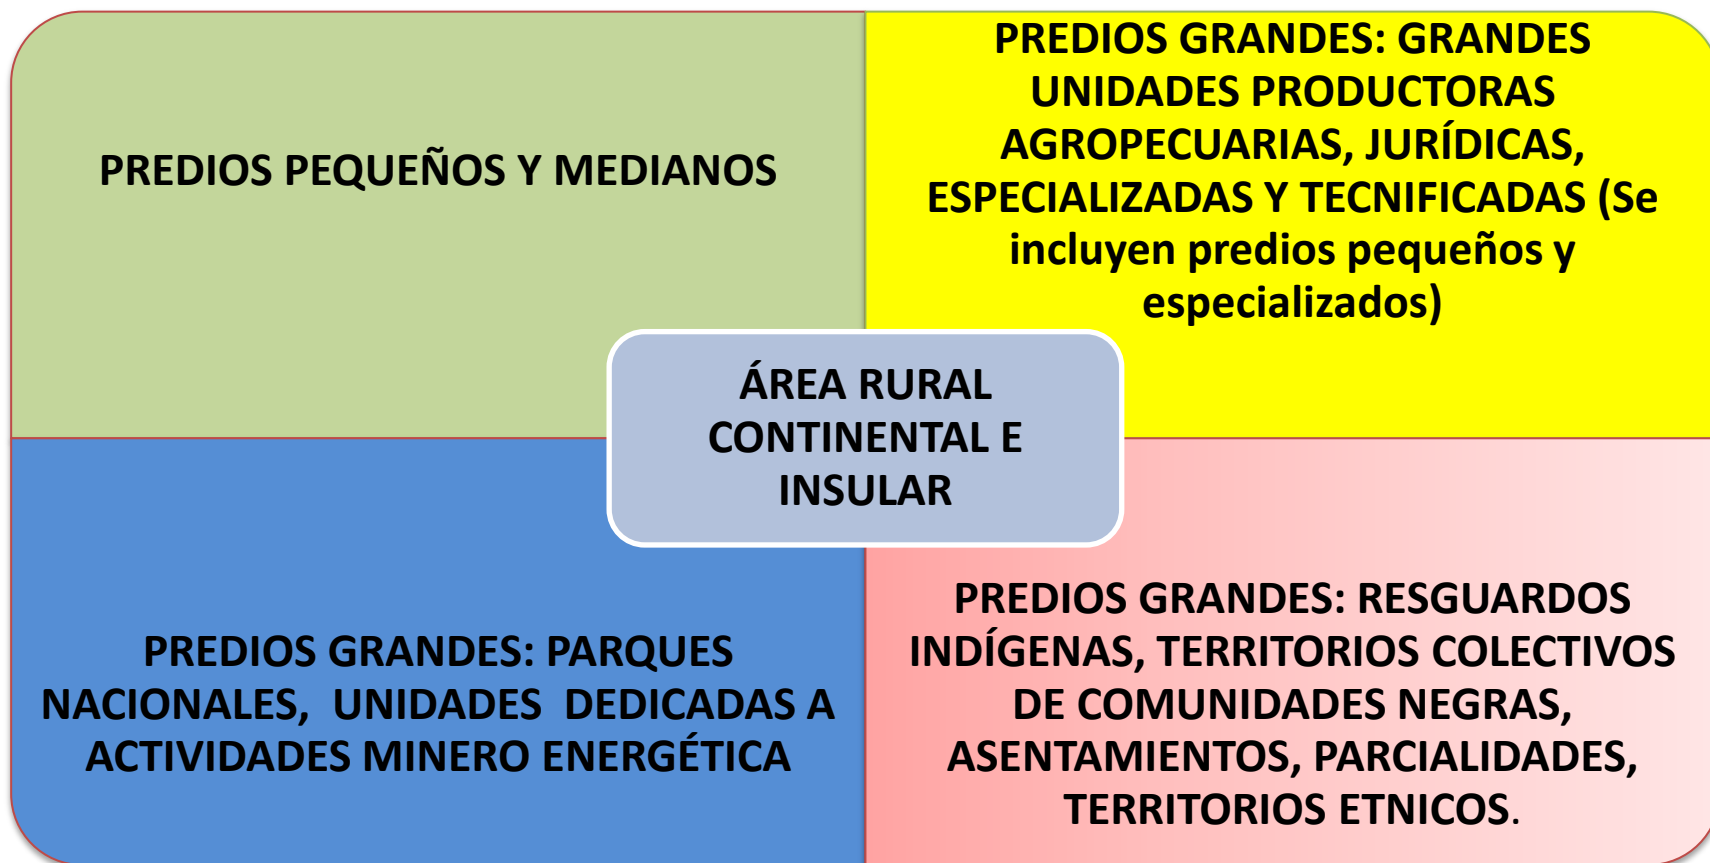 PREDIOS PEQUEÑOS Y MEDIANOS
PREDIOS GRANDES: GRANDES
UNIDADES PRODUCTORAS
AGROPECUARIAS, JURÍDICAS,
ESPECIALIZADAS Y TECNIFICADAS (Se
incluyen predios pequeños y
especializados)
ÁREA RURAL
CONTINENTAL E
INSULAR
PREDIOS GRANDES: PARQUES
NACIONALES, UNIDADES DEDICADAS A
ACTIVIDADES MINERO ENERGÉTICA
PREDIOS GRANDES: RESGUARDOS
INDÍGENAS, TERRITORIOS COLECTIVOS
DE COMUNIDADES NEGRAS,
ASENTAMIENTOS, PARCIALIDADES,
TERRITORIOS ETNICOS.